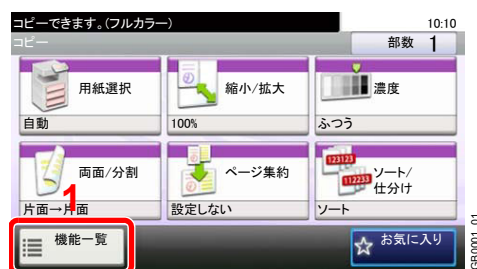 コピーできます。(フルカラー)
10:10
コピー
部数 1
用紙選択
自動
縮小/拡大
100%
濃度
ふつう
両面/分割
片面→片面
1
ページ集約
設定しない
123123
112233
ソート/
仕分け
ソート
機能一覧
お気に入り
GB0001_01